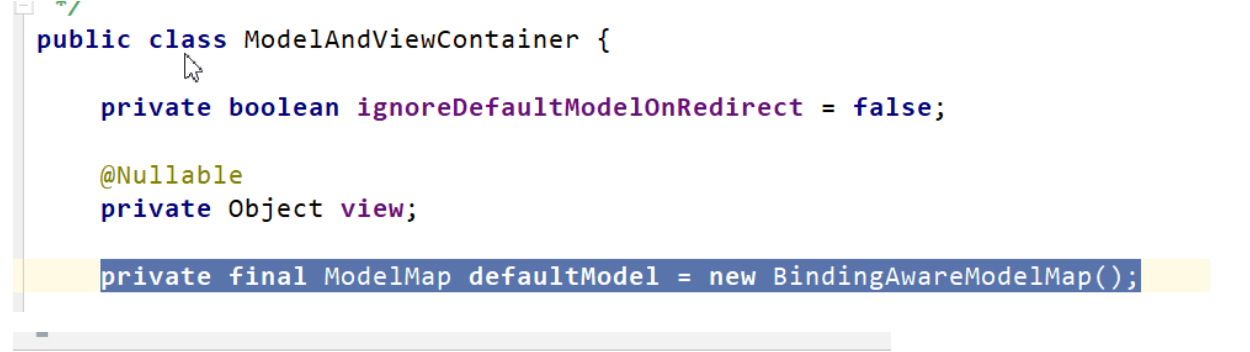 */
public class ModelAndViewContainer {
private boolean ignoreDefaultModelOnRedirect = false;
@Nullable
private Object view;
private final ModelMap defaultModel = new BindingAwareModelMap();